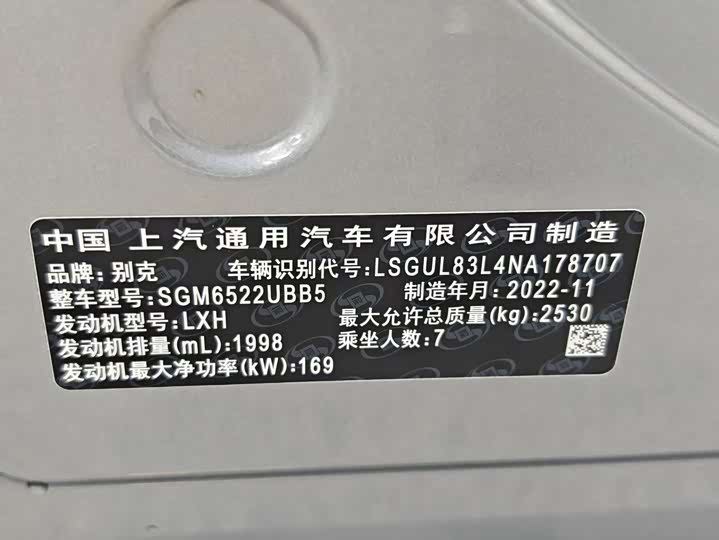 中国 上汽通用汽车有限公司制造
品牌:别克 车辆识别代号:LSGUL83L4NA178707
整车型号:SGM6522UBB5 制造年月:2022-11
发动机型号:LXH 最大允许总质量(kg):2530
发动机排量(mL):1998 乘坐人数:7
发动机最大净功率(kW):169